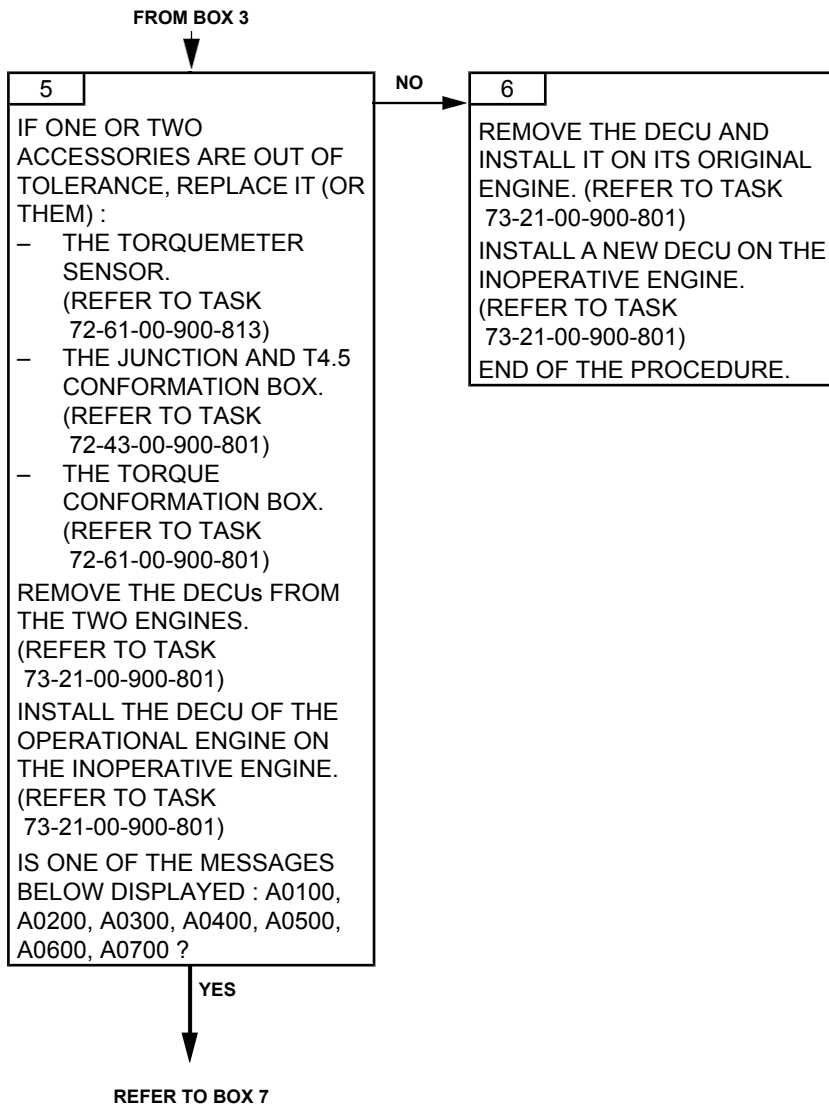 FROM BOX 3
5
IF ONE OR TWO
ACCESSORIES ARE OUT OF
TOLERANCE, REPLACE IT (OR
THEM) :
– THE TORQUEMETER
SENSOR.
(REFER TO TASK
72-61-00-900-813)
– THE JUNCTION AND T4.5
CONFORMATION BOX.
(REFER TO TASK
72-43-00-900-801)
– THE TORQUE
CONFORMATION BOX.
(REFER TO TASK
72-61-00-900-801)
REMOVE THE DECUs FROM
THE TWO ENGINES.
(REFER TO TASK
73-21-00-900-801)
INSTALL THE DECU OF THE
OPERATIONAL ENGINE ON
THE INOPERATIVE ENGINE.
(REFER TO TASK
73-21-00-900-801)
IS ONE OF THE MESSAGES
BELOW DISPLAYED : A0100,
A0200, A0300, A0400, A0500,
A0600, A0700 ?
NO
6
REMOVE THE DECU AND
INSTALL IT ON ITS ORIGINAL
ENGINE. (REFER TO TASK
73-21-00-900-801)
INSTALL A NEW DECU ON THE
INOPERATIVE ENGINE.
(REFER TO TASK
73-21-00-900-801)
END OF THE PROCEDURE.
YES
REFER TO BOX 7